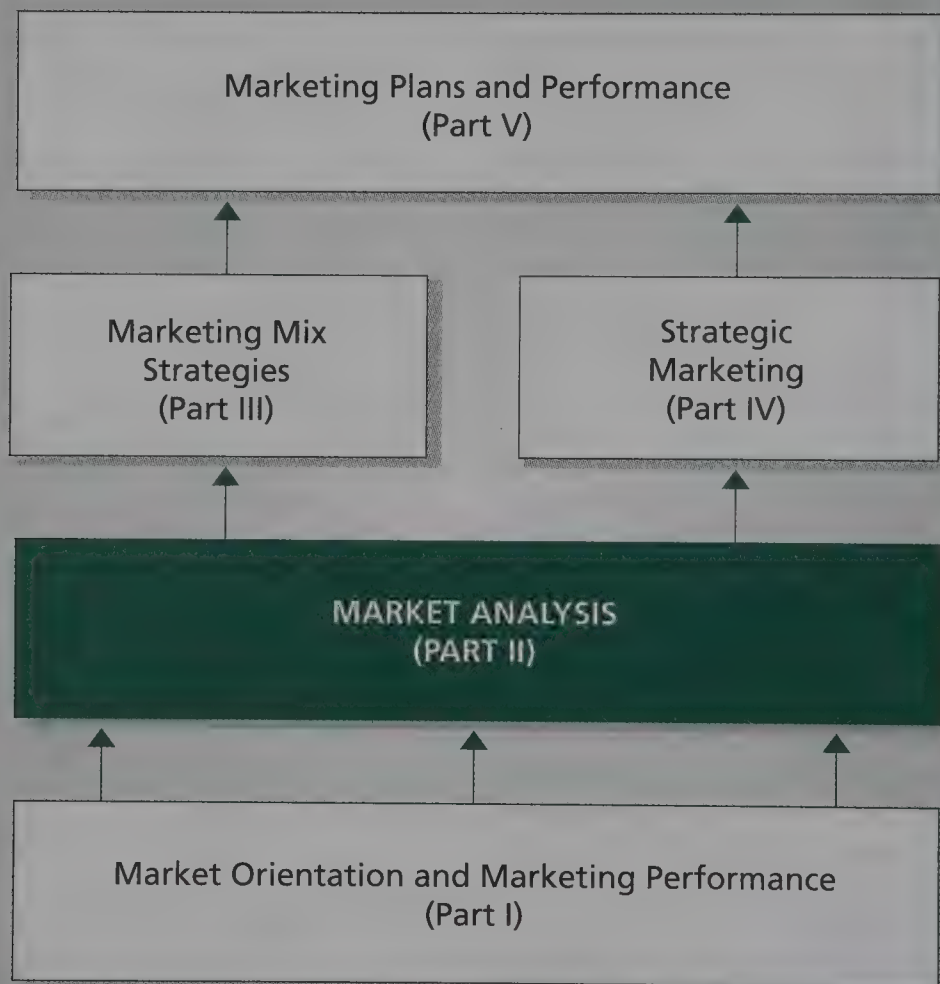 Marketing Plans and Performance
(Part V)
Marketing Mix
Strategies
(Part III)
Strategic
Marketing
(Part IV)
MARKET ANALYSIS
(PART II)
Market Orientation and Marketing Performance
(Part I)